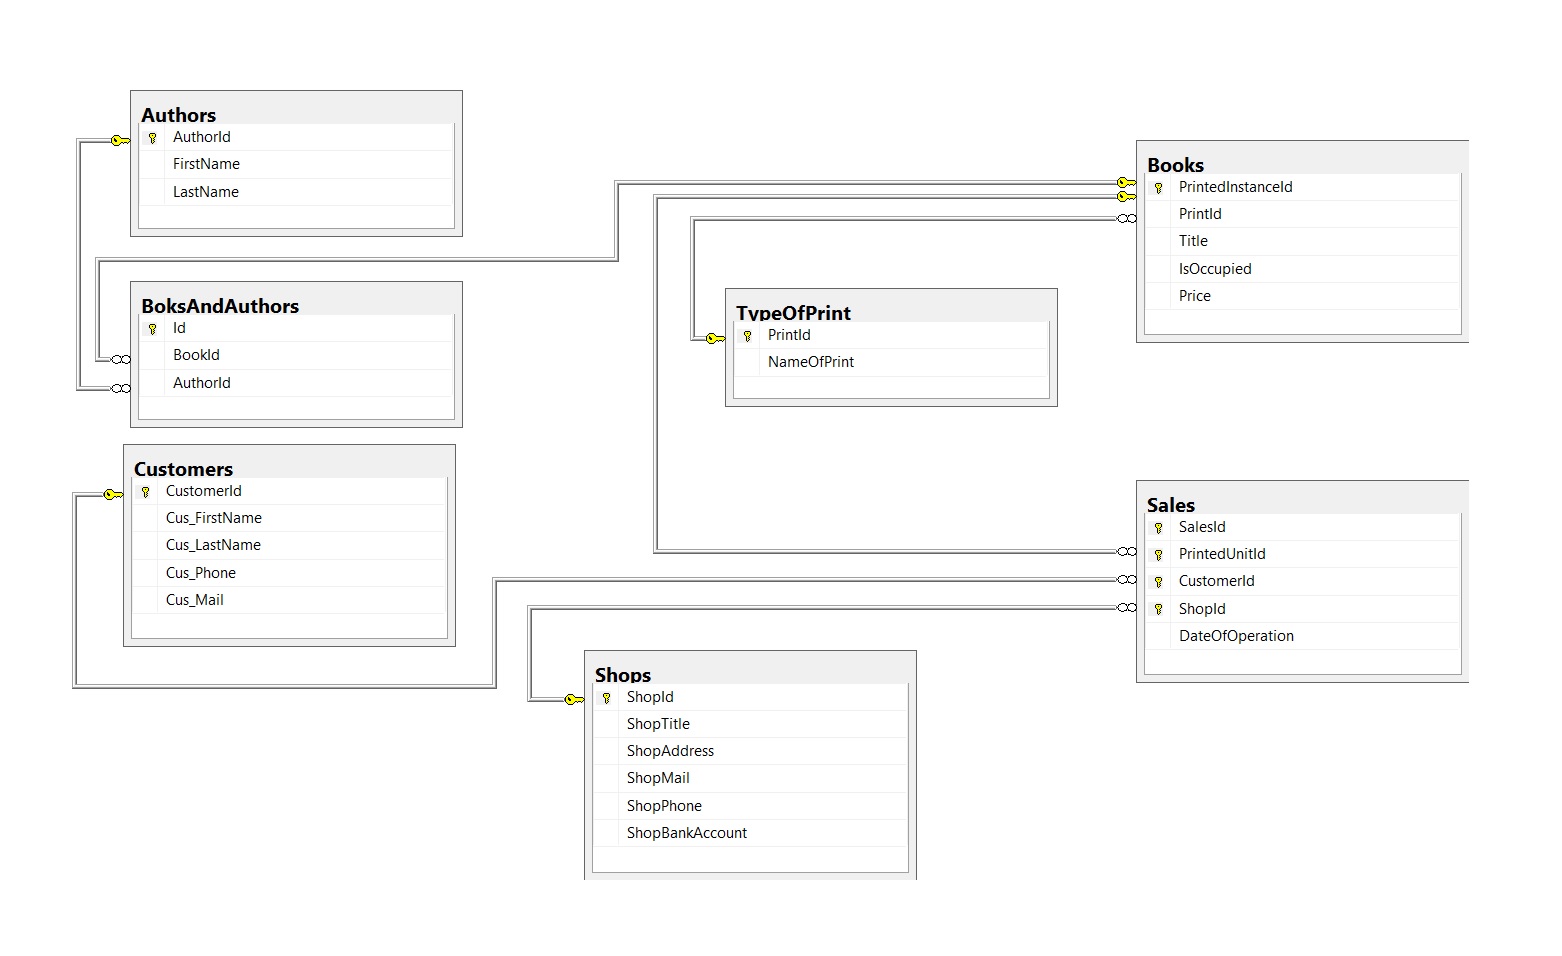 Authors
AuthorId
FirstName
LastName
BoksAndAuthors
Id
BookId
AuthorId
Customers
CustomerId
Cus_FirstName
Cus_LastName
Cus_Phone
Cus_Mail
TypeOfPrint
PrintId
NameOfPrint
Shops
ShopId
ShopTitle
ShopAddress
ShopMail
ShopPhone
ShopBankAccount
Books
PrintedInstanceId
PrintId
Title
IsOccupied
Price
Sales
SalesId
PrintedUnitId
CustomerId
ShopId
DateOfOperation